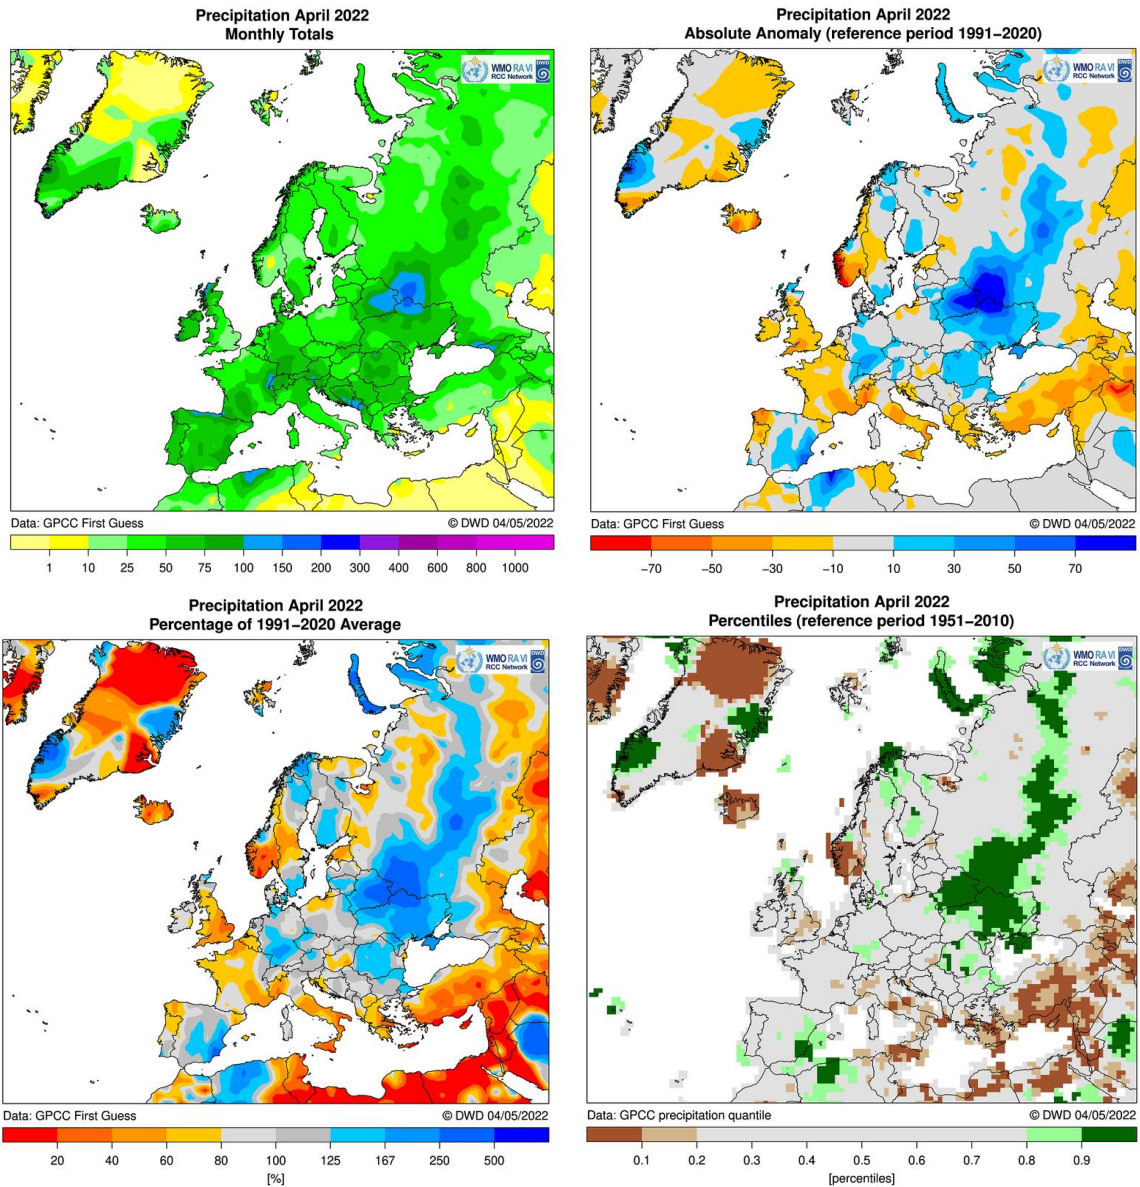 Precipitation April 2022
Monthly Totals
WMO RA VI
RCC Network
DWD
Data: GPCC First Guess
© DWD 04/05/2022
1 10 25 50 75 100 150 200 300 400 600 800 1000
Precipitation April 2022
Absolute Anomaly (reference period 1991−2020)
WMO RA VI
RCC Network
DWD
Data: GPCC First Guess
© DWD 04/05/2022
−70 −50 −30 −10 10 30 50 70
Precipitation April 2022
Percentage of 1991−2020 Average
WMO RA VI
RCC Network
DWD
Data: GPCC First Guess
© DWD 04/05/2022
20 40 60 80 100 125 167 250 500
[%]
Precipitation April 2022
Percentiles (reference period 1951−2010)
WMO RA VI
RCC Network
DWD
Data: GPCC precipitation quantile
© DWD 04/05/2022
0.1 0.2 0.3 0.4 0.5 0.6 0.7 0.8 0.9
[percentiles]